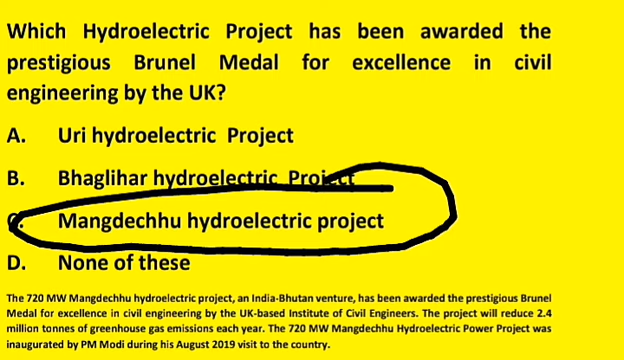 Which Hydroelectric Project has been awarded the
prestigious Brunel Medal for excellence in civil
engineering by the UK?
A. Uri hydroelectric Project
B. Bhaglihar hydroelectric Project
C. Mangdechhu hydroelectric project
D. None of these
The 720 MW Mangdechhu hydroelectric project, an India-Bhutan venture, has been awarded the prestigious Brunel
Medal for excellence in civil engineering by the UK-based Institute of Civil Engineers. The project will reduce 2.4
million tonnes of greenhouse gas emissions each year. The 720 MW Mangdechhu Hydroelectric Power Project was
inaugurated by PM Modi during his August 2019 visit to the country.